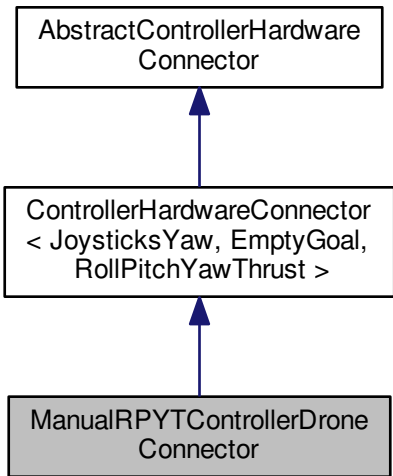 AbstractControllerHardware
Connector
ControllerHardwareConnector
< JoysticksYaw, EmptyGoal,
RollPitchYawThrust >
ManualRPYTControllerDrone
Connector